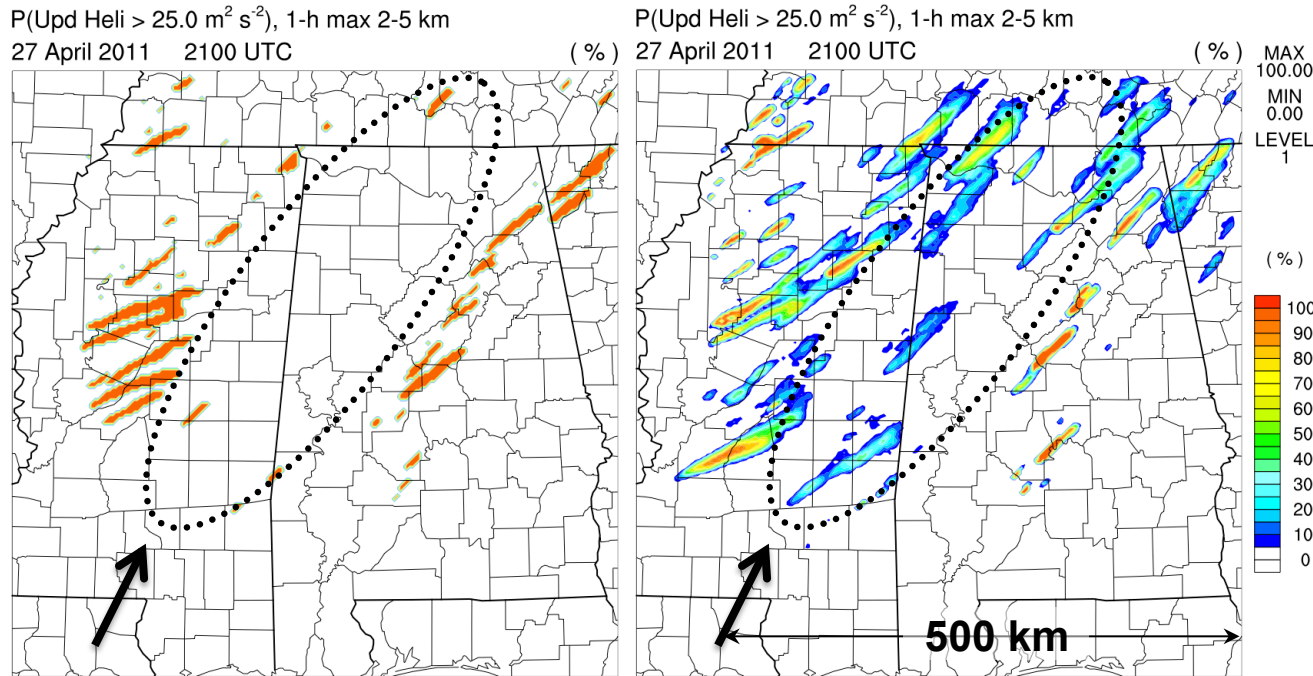 P(Upd Heli > 25.0 m² s⁻²), 1-h max 2-5 km
27 April 2011 2100 UTC (%)
P(Upd Heli > 25.0 m² s⁻²), 1-h max 2-5 km
27 April 2011 2100 UTC (%)
MAX
100.00
MIN
0.00
LEVEL
1
(%)
100
90
80
70
60
50
40
30
20
10
0
500 km